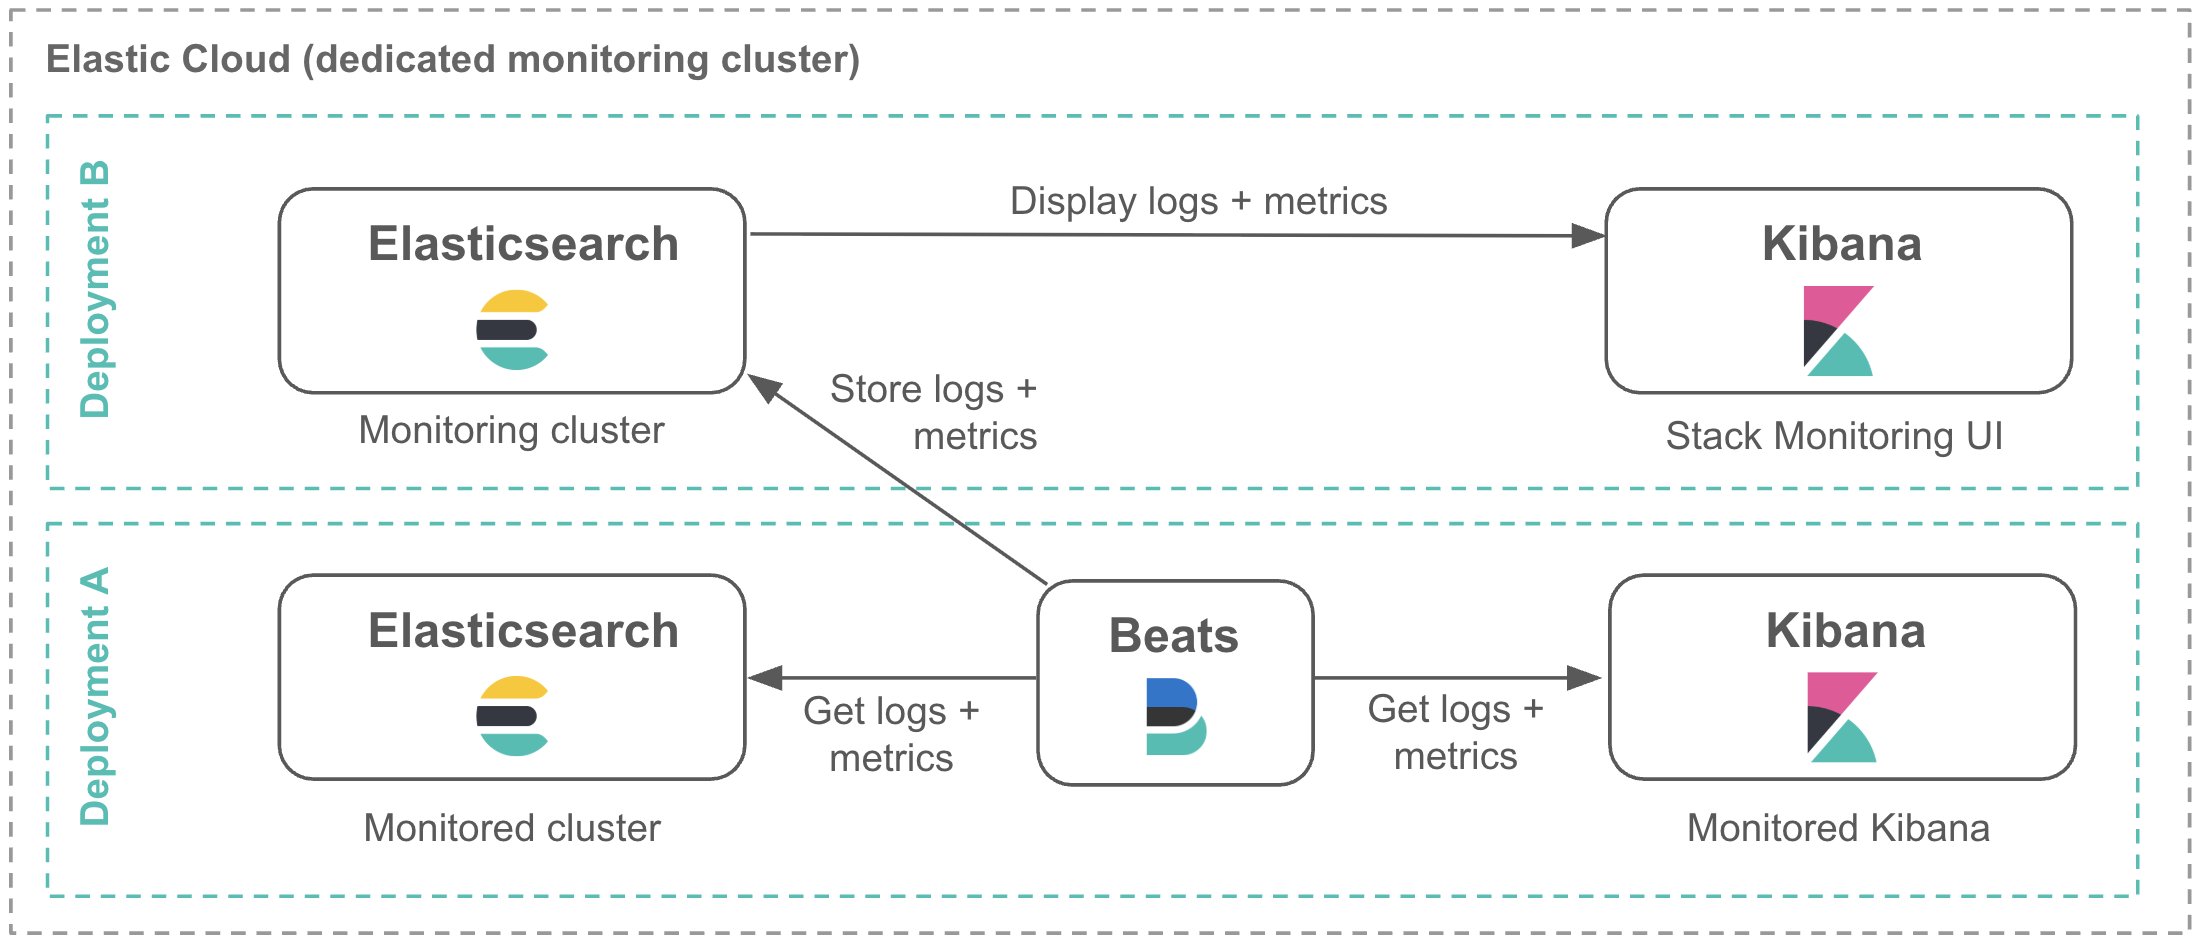 Elastic Cloud (dedicated monitoring cluster)
Deployment B
Elasticsearch
Monitoring cluster
Display logs + metrics
Kibana
Stack Monitoring UI
Store logs +
metrics
Deployment A
Elasticsearch
Monitored cluster
Get logs +
metrics
Beats
Get logs +
metrics
Kibana
Monitored Kibana